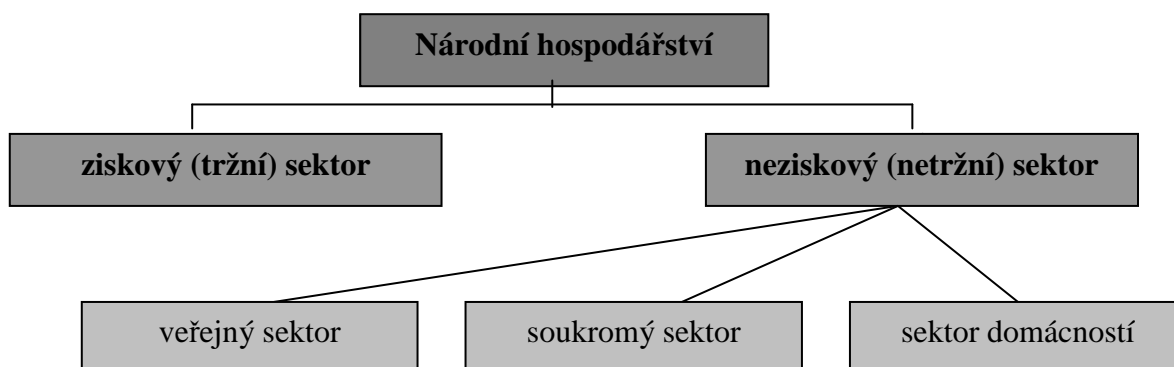 Národní hospodářství
ziskový (tržní) sektor
neziskový (netržní) sektor
veřejný sektor
soukromý sektor
sektor domácností